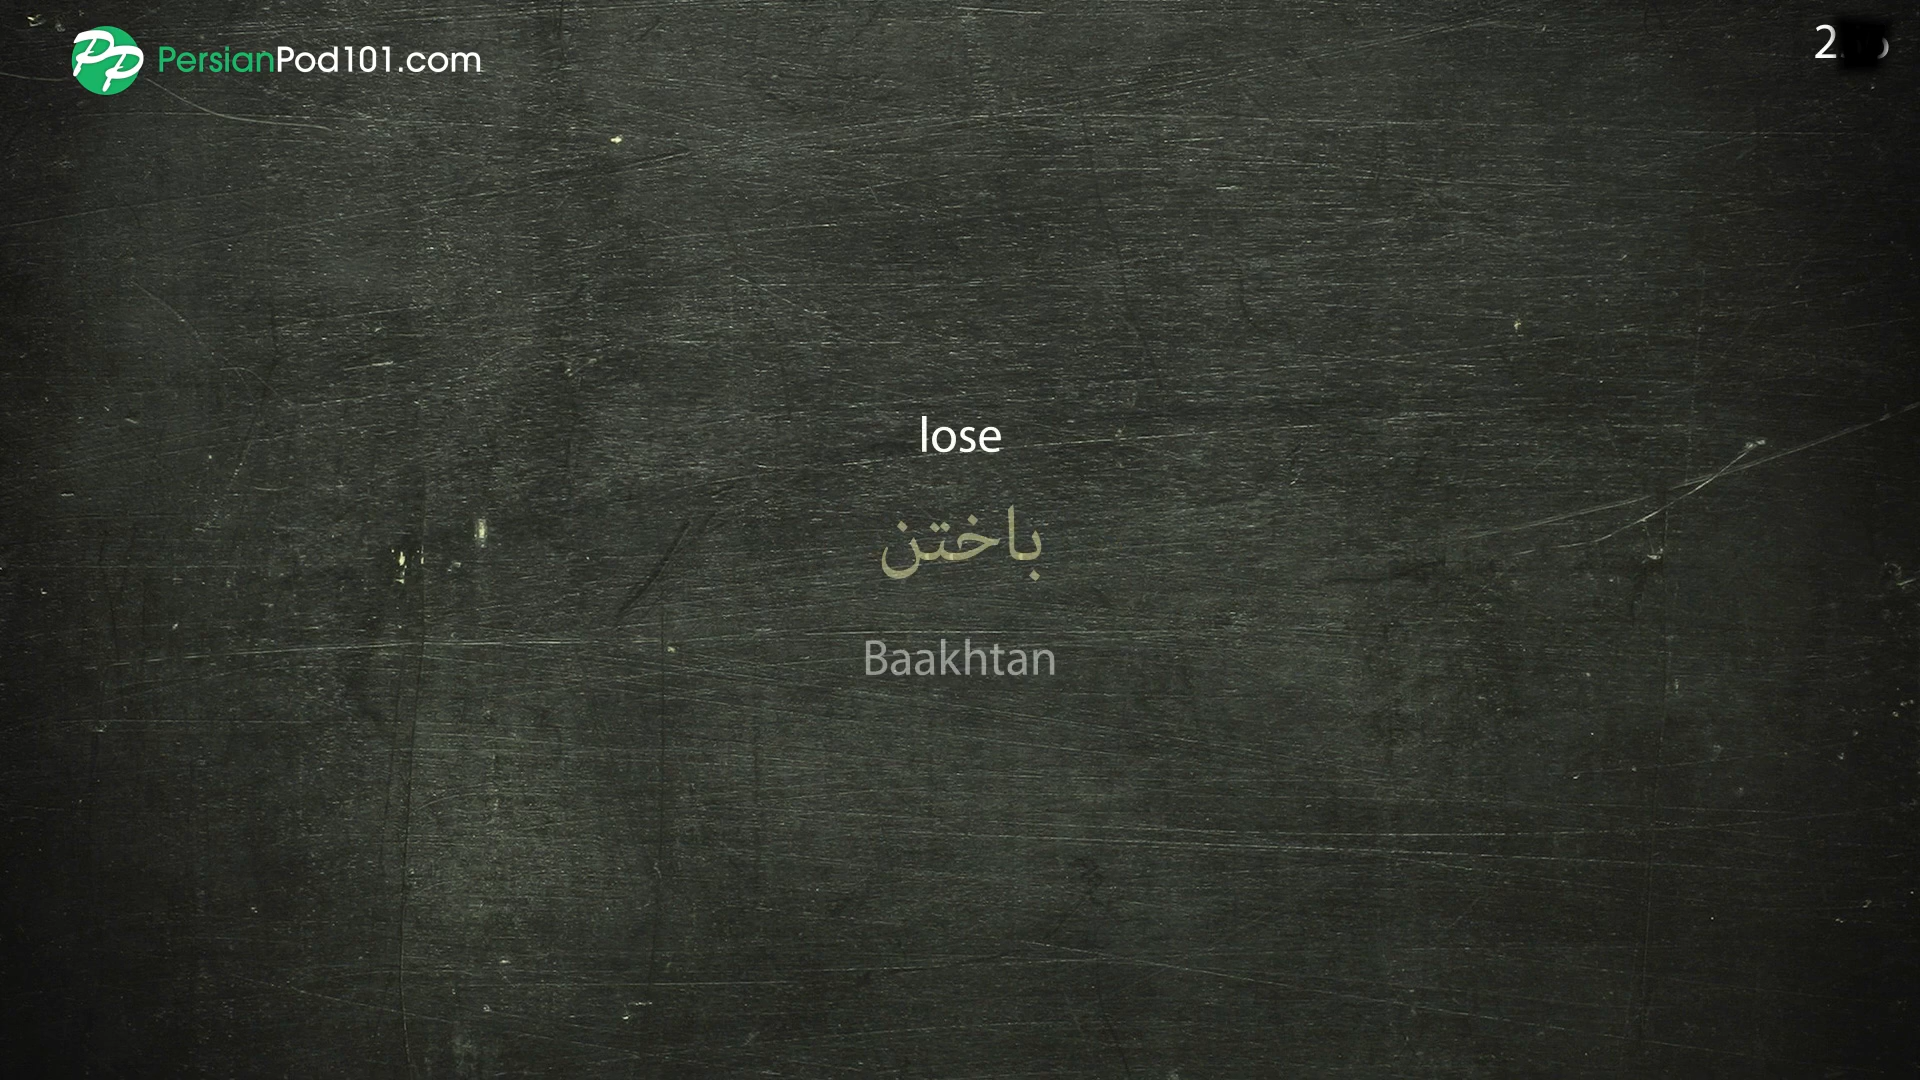 PersianPod101.com
lose
باختن
Baakhtan